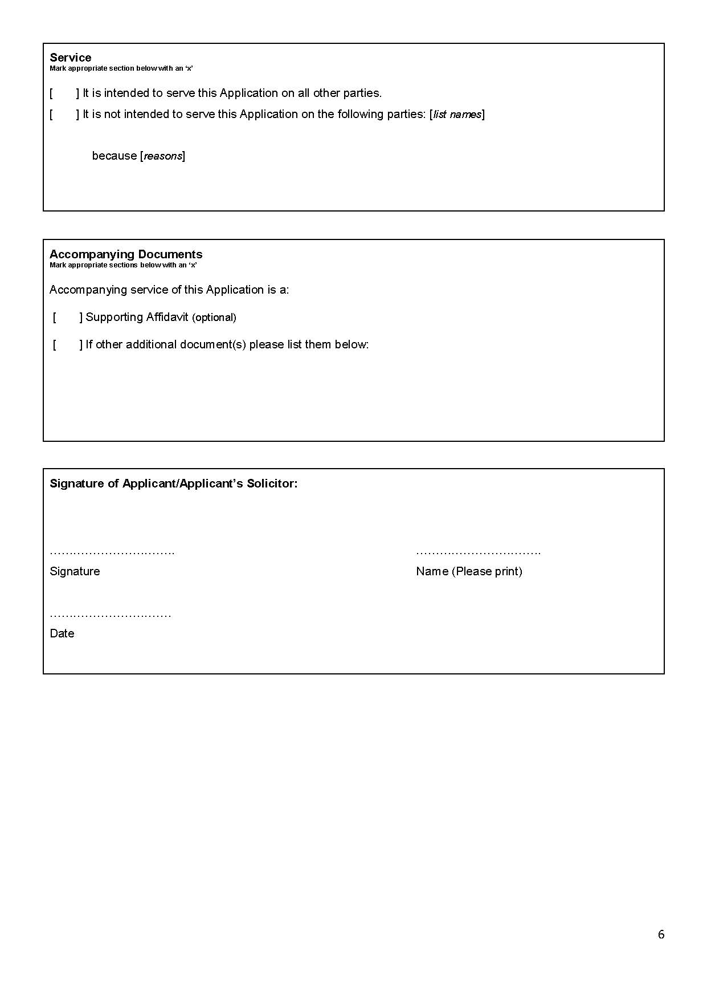 Service
Mark appropriate section below with an ‘x’
[ ] It is intended to serve this Application on all other parties.
[ ] It is not intended to serve this Application on the following parties: [list names]
because [reasons]
Accompanying Documents
Mark appropriate sections below with an ‘x’
Accompanying service of this Application is a:
[ ] Supporting Affidavit (optional)
[ ] If other additional document(s) please list them below:
Signature of Applicant/Applicant’s Solicitor:
………………………….. …………………………..
Signature Name (Please print)
………………………….
Date
6